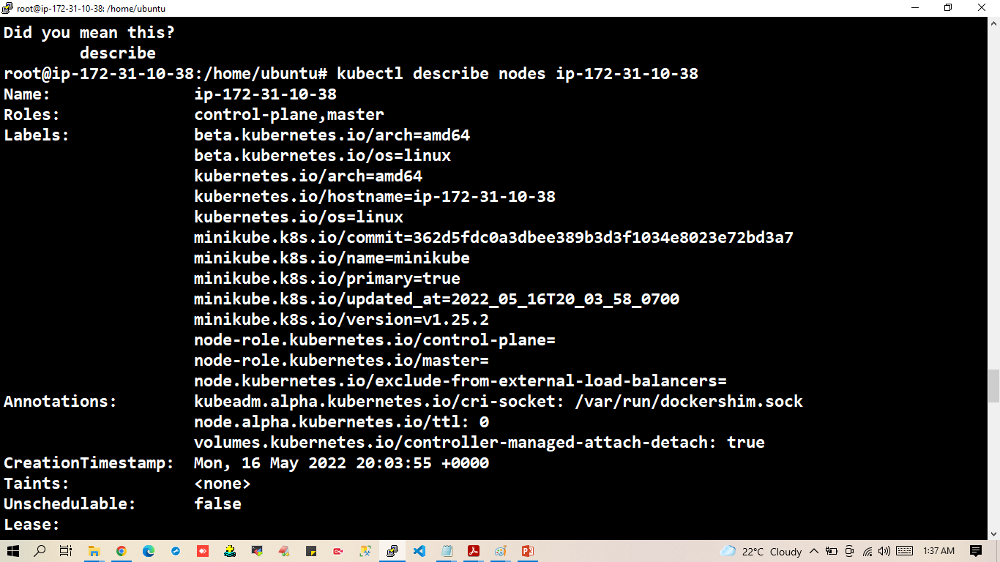 root@ip-172-31-10-38: /home/ubuntu
Did you mean this?
describe
root@ip-172-31-10-38:/home/ubuntu# kubectl describe nodes ip-172-31-10-38
Name: ip-172-31-10-38
Roles: control-plane,master
Labels: beta.kubernetes.io/arch=amd64
beta.kubernetes.io/os=linux
kubernetes.io/arch=amd64
kubernetes.io/hostname=ip-172-31-10-38
kubernetes.io/os=linux
minikube.k8s.io/commit=362d5fdc0a3dbee389b3d3f1034e8023e72bd3a7
minikube.k8s.io/name=minikube
minikube.k8s.io/primary=true
minikube.k8s.io/updated_at=2022_05_16T20_03_58_0700
minikube.k8s.io/version=v1.25.2
node-role.kubernetes.io/control-plane=
node-role.kubernetes.io/master=
node.kubernetes.io/exclude-from-external-load-balancers=
Annotations: kubeadm.alpha.kubernetes.io/cri-socket: /var/run/dockershim.sock
node.alpha.kubernetes.io/ttl: 0
volumes.kubernetes.io/controller-managed-attach-detach: true
CreationTimestamp: Mon, 16 May 2022 20:03:55 +0000
Taints: <none>
Unschedulable: false
Lease:
22°C Cloudy 1:37 AM